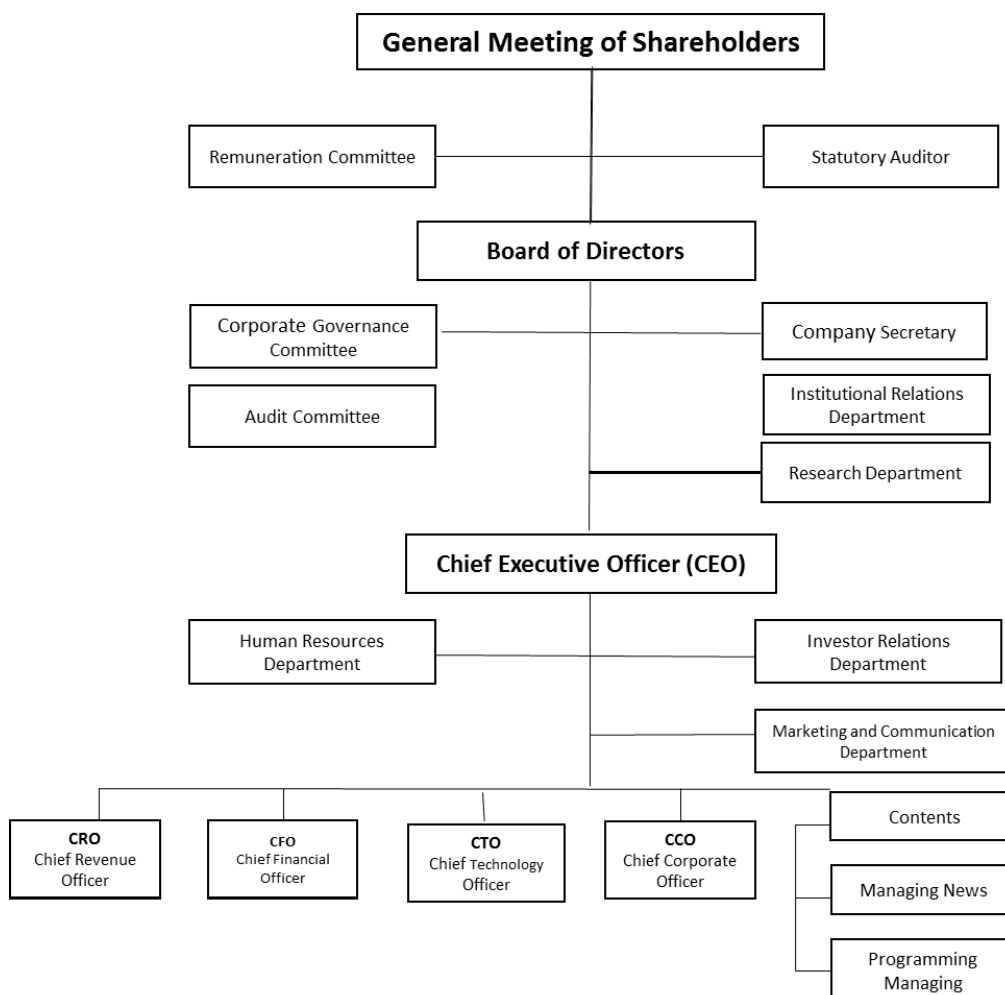 General Meeting of Shareholders
Remuneration Committee
Statutory Auditor
Board of Directors
Corporate Governance
Committee
Company Secretary
Audit Committee
Institutional Relations
Department
Research Department
Chief Executive Officer (CEO)
Human Resources
Department
Investor Relations
Department
Marketing and Communication
Department
CRO
Chief Revenue
Officer
CFO
Chief Financial
Officer
CTO
Chief Technology
Officer
CCO
Chief Corporate
Officer
Contents
Managing News
Programming
Managing